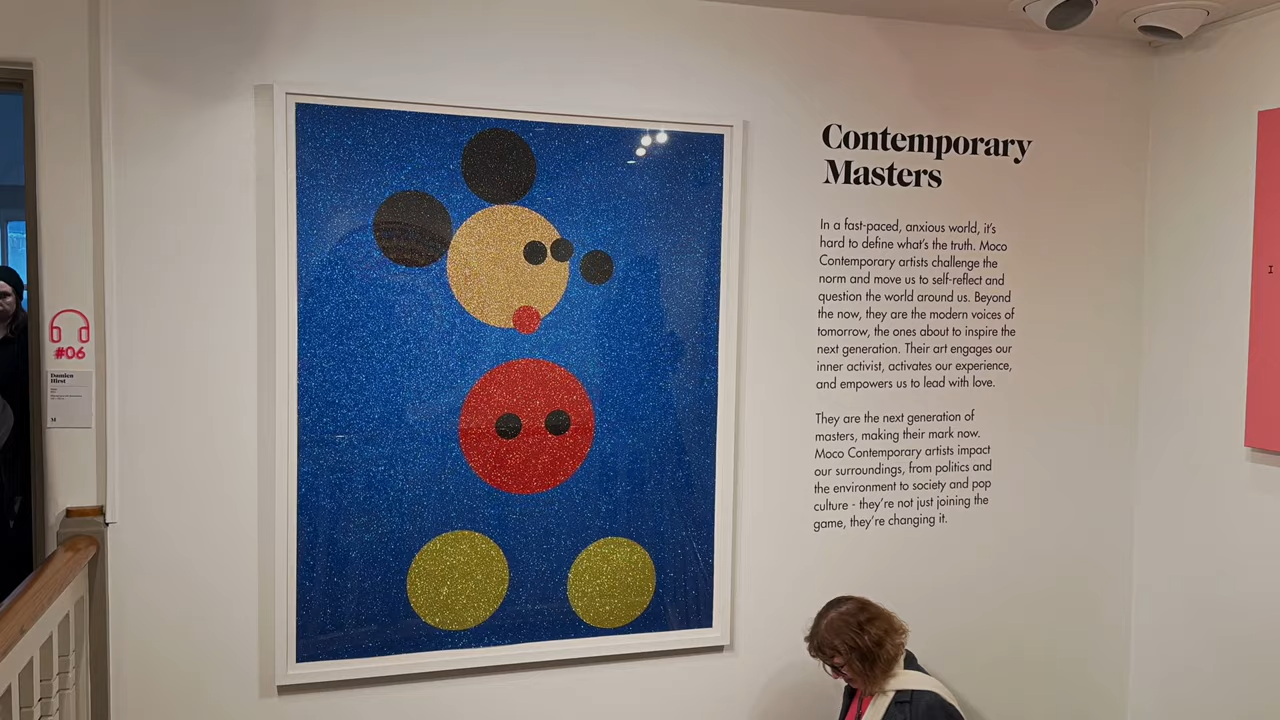 Contemporary
Masters
In a fast-paced, anxious world, it's
hard to define what's the truth. Moco
Contemporary artists challenge the
norm and move us to self-reflect and
question the world around us. Beyond
the now, they are the modern voices of
tomorrow, the ones about to inspire the
next generation. Their art engages our
inner activist, activates our experience,
and empowers us to lead with love.
They are the next generation of
masters, making their mark now.
Moco Contemporary artists impact
our surroundings, from politics and
the environment to society and pop
culture - they're not just joining the
game, they're changing it.
#06
Damien
Hirst
M
I